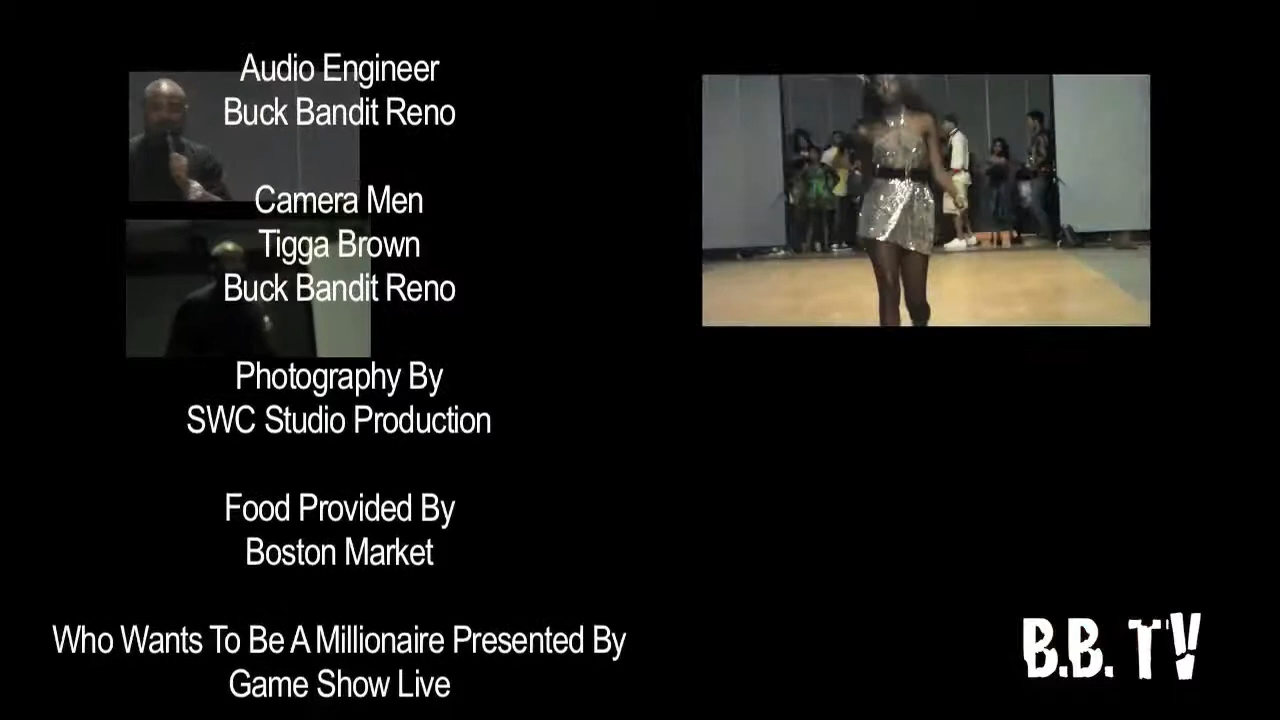 Audio Engineer
Buck Bandit Reno
Camera Men
Tigga Brown
Buck Bandit Reno
Photography By
SWC Studio Production
Food Provided By
Boston Market
Who Wants To Be A Millionaire Presented By
Game Show Live
B.B. TV